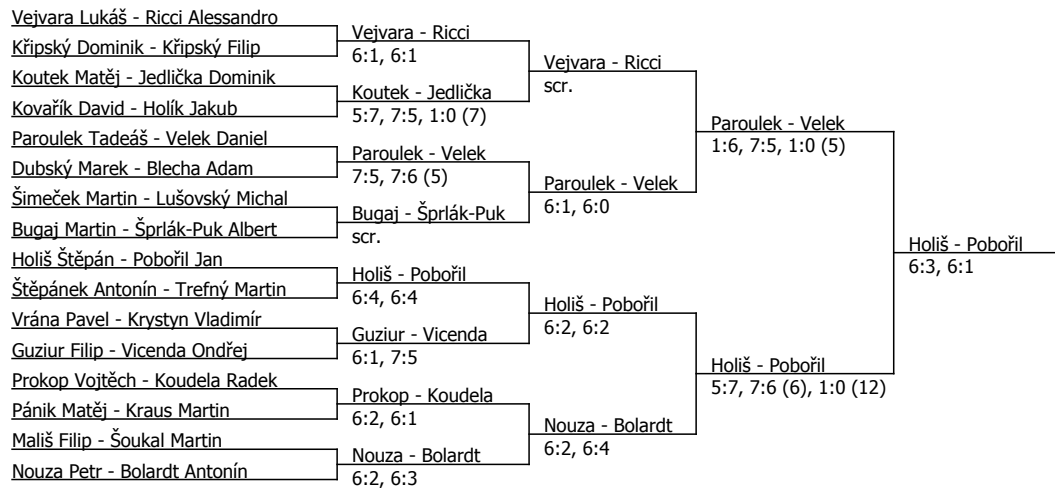 Vejvara Lukáš - Ricci Alessandro
Křipský Dominik - Křipský Filip
Koutek Matěj - Jedlička Dominik
Kovařík David - Holík Jakub
Paroulek Tadeáš - Velek Daniel
Dubský Marek - Blecha Adam
Šimeček Martin - Lušovský Michal
Bugaj Martin - Šprlák-Puk Albert
Holiš Štěpán - Pobořil Jan
Štěpánek Antonín - Trefný Martin
Vrána Pavel - Krystyn Vladimír
Guziur Filip - Vicenda Ondřej
Prokop Vojtěch - Koudela Radek
Pánik Matěj - Kraus Martin
Mališ Filip - Šoukal Martin
Nouza Petr - Bolardt Antonín
Vejvara - Ricci
6:1, 6:1
Koutek - Jedlička
5:7, 7:5, 1:0 (7)
Paroulek - Velek
7:5, 7:6 (5)
Bugaj - Šprlák-Puk
scr.
Holiš - Pobořil
6:4, 6:4
Guziur - Vicenda
6:1, 7:5
Prokop - Koudela
6:2, 6:1
Nouza - Bolardt
6:2, 6:3
Vejvara - Ricci
scr.
Paroulek - Velek
6:1, 6:0
Holiš - Pobořil
6:2, 6:2
Nouza - Bolardt
6:2, 6:4
Paroulek - Velek
1:6, 7:5, 1:0 (5)
Holiš - Pobořil
5:7, 7:6 (6), 1:0 (12)
Holiš - Pobořil
6:3, 6:1